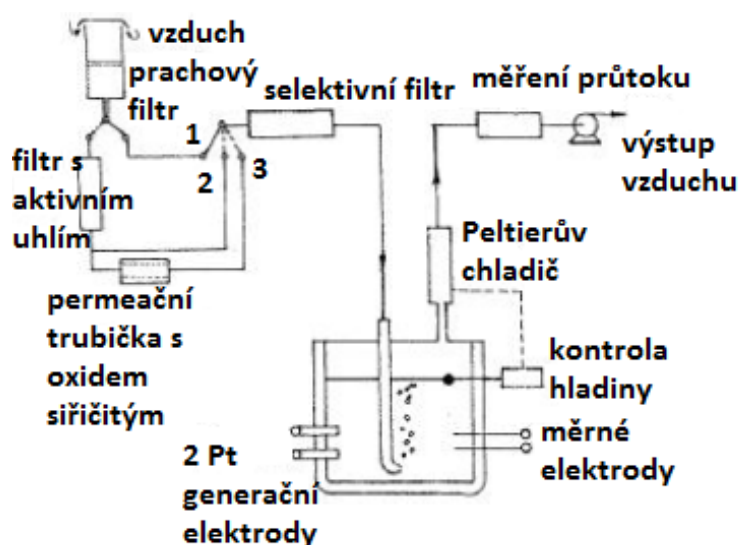 vzduch
prachový
filtr
selektivní filtr
měření průtoku
1
2
3
výstup
vzduchu
filtr s
aktivním
uhlím
Peltierův
chladič
permeační
trubička s
oxidem
siřičitým
kontrola
hladiny
2 Pt
generační
elektrody
měrné
elektrody